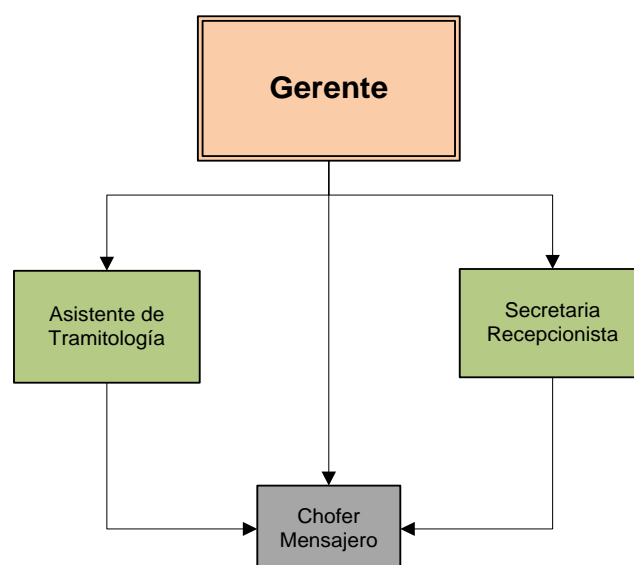 Gerente
Asistente de
Tramitología
Secretaria
Recepcionista
Chofer
Mensajero